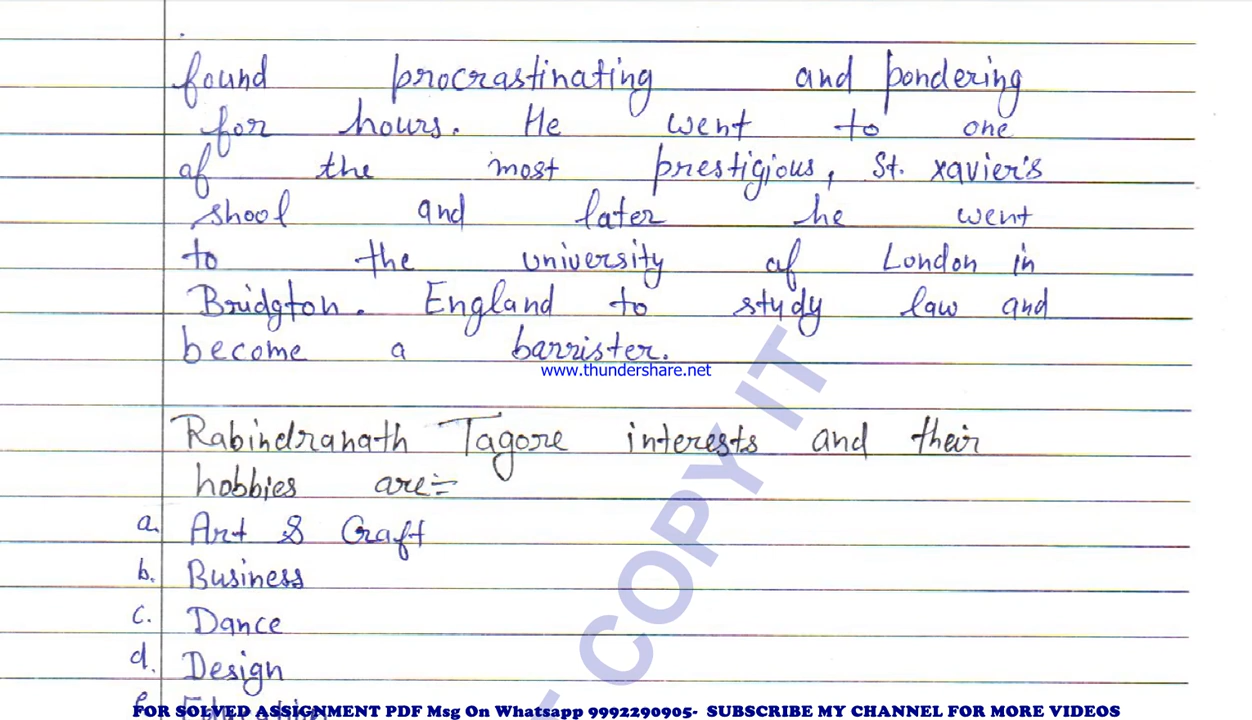 found procrastinating and pondering
for hours. He went to one
of the most prestigious, St. xavier's
shool and later he went
to the university of London in
Bridgton. England to study law and
become a barrister.
www.thundershare.net
Rabindranath Tagore interests and their
hobbies are:-
a. Art & Craft
b. Business
c. Dance
d. Design
COPY IT
FOR SOLVED ASSIGNMENT PDF Msg On Whatsapp 9992290905- SUBSCRIBE MY CHANNEL FOR MORE VIDEOS